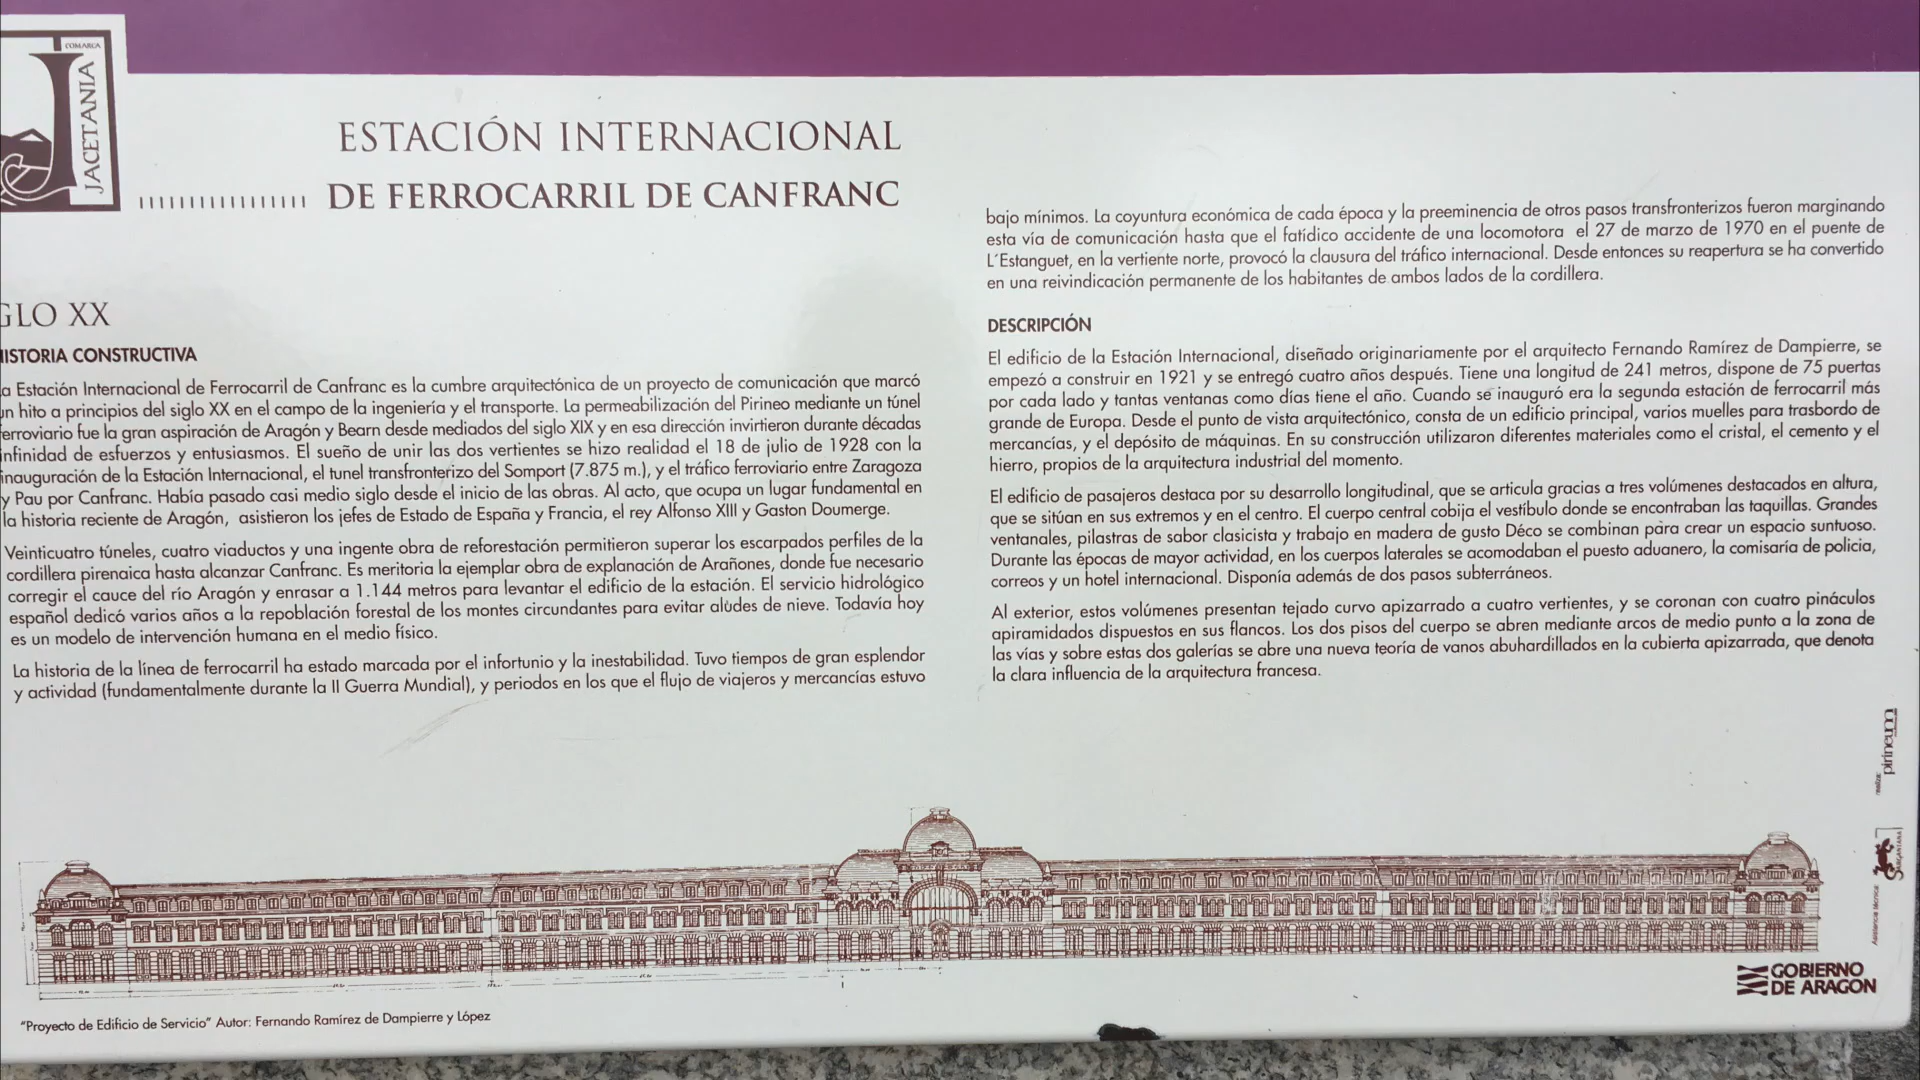 COMARCA
JACETANIA
ESTACIÓN INTERNACIONAL
DE FERROCARRIL DE CANFRANC
GLO XX
ISTORIA CONSTRUCTIVA
a Estación Internacional de Ferrocarril de Canfranc es la cumbre arquitectónica de un proyecto de comunicación que marcó
un hito a principios del siglo XX en el campo de la ingeniería y el transporte. La permeabilización del Pirineo mediante un túnel
erroviario fue la gran aspiración de Aragón y Bearn desde mediados del siglo XIX y en esa dirección invirtieron durante décadas
infinidad de esfuerzos y entusiasmos. El sueño de unir las dos vertientes se hizo realidad el 18 de julio de 1928 con la
inauguración de la Estación Internacional, el tunel transfronterizo del Somport (7.875 m.), y el tráfico ferroviario entre Zaragoza
y Pau por Canfranc. Había pasado casi medio siglo desde el inicio de las obras. Al acto, que ocupa un lugar fundamental en
la historia reciente de Aragón, asistieron los jefes de Estado de España y Francia, el rey Alfonso XIII y Gaston Doumerge.
Veinticuatro túneles, cuatro viaductos y una ingente obra de reforestación permitieron superar los escarpados perfiles de la
cordillera pirenaica hasta alcanzar Canfranc. Es meritoria la ejemplar obra de explanación de Arañones, donde fue necesario
corregir el cauce del río Aragón y enrasar a 1.144 metros para levantar el edificio de la estación. El servicio hidrológico
español dedicó varios años a la repoblación forestal de los montes circundantes para evitar aludes de nieve. Todavía hoy
es un modelo de intervención humana en el medio físico.
La historia de la línea de ferrocarril ha estado marcada por el infortunio y la inestabilidad. Tuvo tiempos de gran esplendor
y actividad (fundamentalmente durante la II Guerra Mundial), y periodos en los que el flujo de viajeros y mercancías estuvo
bajo mínimos. La coyuntura económica de cada época y la preeminencia de otros pasos transfronterizos fueron marginando
esta vía de comunicación hasta que el fatídico accidente de una locomotora el 27 de marzo de 1970 en el puente de
L´Estanguet, en la vertiente norte, provocó la clausura del tráfico internacional. Desde entonces su reapertura se ha convertido
en una reivindicación permanente de los habitantes de ambos lados de la cordillera.
DESCRIPCIÓN
El edificio de la Estación Internacional, diseñado originariamente por el arquitecto Fernando Ramírez de Dampierre, se
empezó a construir en 1921 y se entregó cuatro años después. Tiene una longitud de 241 metros, dispone de 75 puertas
por cada lado y tantas ventanas como días tiene el año. Cuando se inauguró era la segunda estación de ferrocarril más
grande de Europa. Desde el punto de vista arquitectónico, consta de un edificio principal, varios muelles para trasbordo de
mercancías, y el depósito de máquinas. En su construcción utilizaron diferentes materiales como el cristal, el cemento y el
hierro, propios de la arquitectura industrial del momento.
El edificio de pasajeros destaca por su desarrollo longitudinal, que se articula gracias a tres volúmenes destacados en altura,
que se sitúan en sus extremos y en el centro. El cuerpo central cobija el vestíbulo donde se encontraban las taquillas. Grandes
ventanales, pilastras de sabor clasicista y trabajo en madera de gusto Déco se combinan para crear un espacio suntuoso.
Durante las épocas de mayor actividad, en los cuerpos laterales se acomodaban el puesto aduanero, la comisaría de policia,
correos y un hotel internacional. Disponía además de dos pasos subterráneos.
Al exterior, estos volúmenes presentan tejado curvo apizarrado a cuatro vertientes, y se coronan con cuatro pináculos
apiramidados dispuestos en sus flancos. Los dos pisos del cuerpo se abren mediante arcos de medio punto a la zona de
las vías y sobre estas dos galerías se abre una nueva teoría de vanos abuhardillados en la cubierta apizarrada, que denota
la clara influencia de la arquitectura francesa.
pirineum
GOBIERNO
DE ARAGON
"Proyecto de Edificio de Servicio" Autor: Fernando Ramírez de Dampierre y López